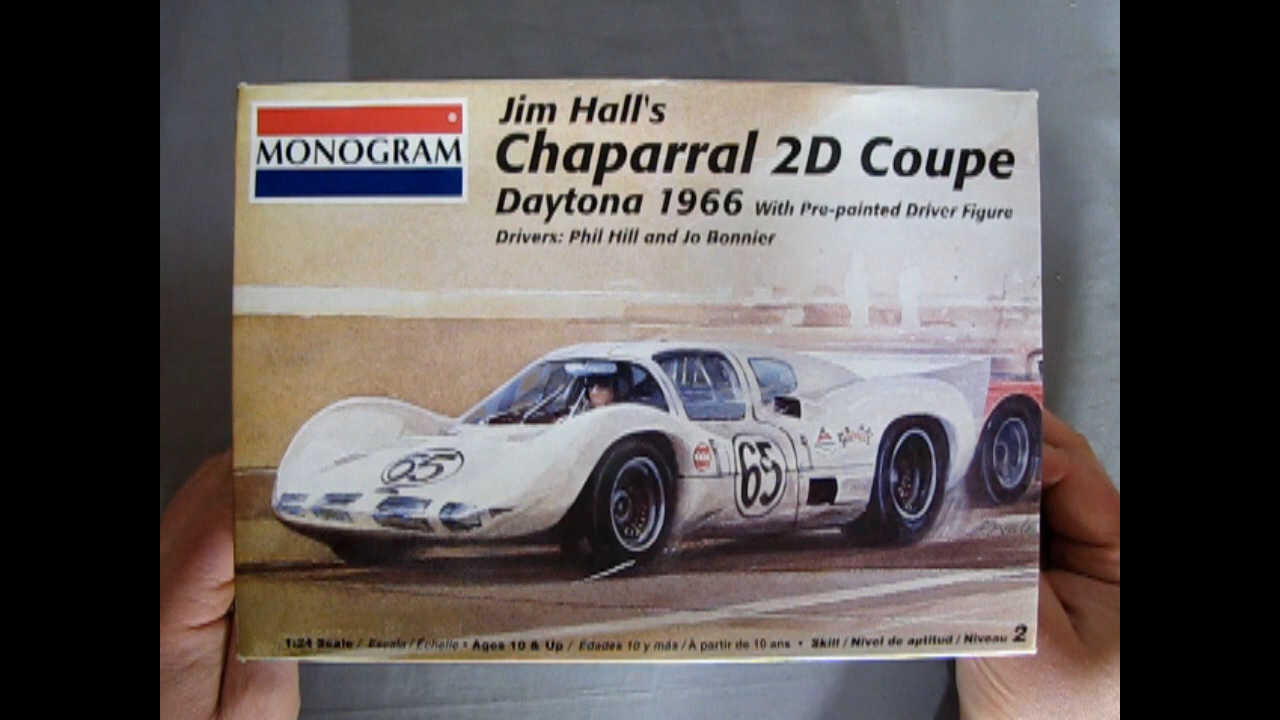 MONOGRAM®
Jim Hall's
Chaparral 2D Coupe
Daytona 1966 With Pre-painted Driver Figure
Drivers: Phil Hill and Jo Bonnier
65
65
1:24 Scale / Escala / Échelle • Ages 10 & Up / Edades 10 y más / À partir de 10 ans • Skill / Nivel de aptitud / Niveau 2